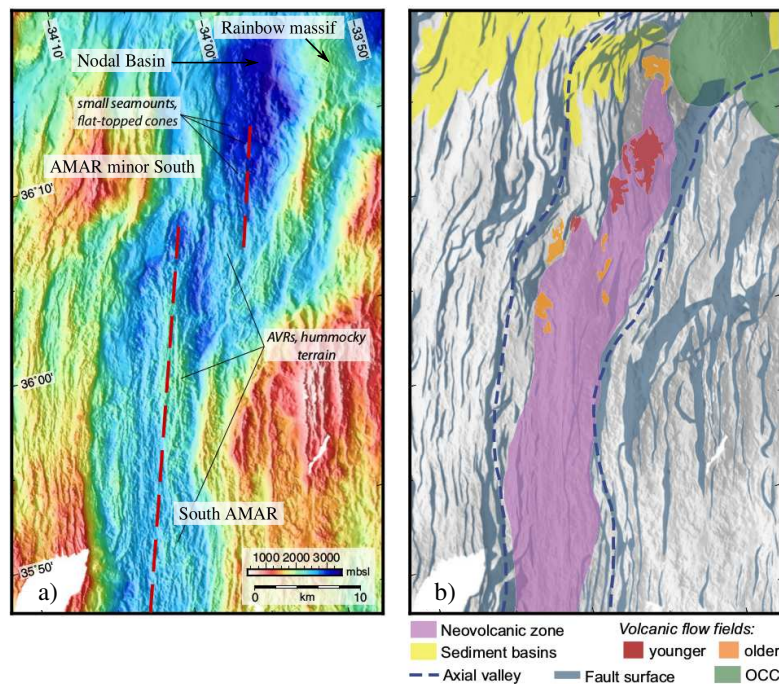 -34°10'
-34°00'
-33°50'
Rainbow massif
Nodal Basin
small seamounts,
flat-topped cones
AMAR minor South
36°10'
AVRs, hummocky
terrain
36°00'
South AMAR
35°50'
1000 2000 3000
mbsl
0 10
km
a)
b)
Neovolcanic zone
Sediment basins
Axial valley
Volcanic flow fields:
younger
older
Fault surface
OCC